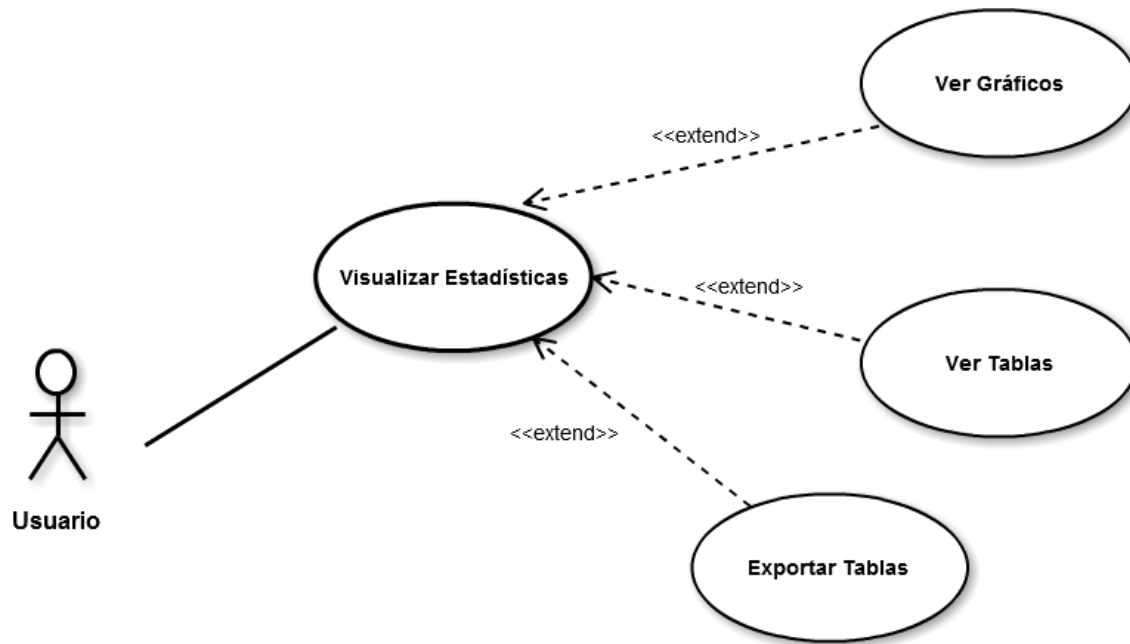 Ver Gráficos
<<extend>>
Visualizar Estadísticas
<<extend>>
Ver Tablas
<<extend>>
Usuario
Exportar Tablas